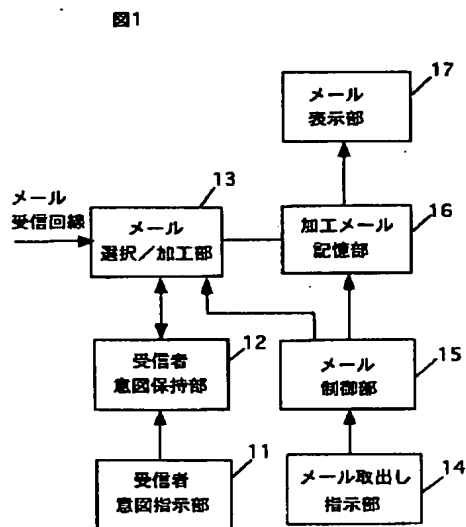 図1
17
メール
表示部
13
メール
受信回線
メール
選択/加工部
16
加工メール
記憶部
12
受信者
意図保持部
15
メール
制御部
11
受信者
意図指示部
14
メール取出し
指示部